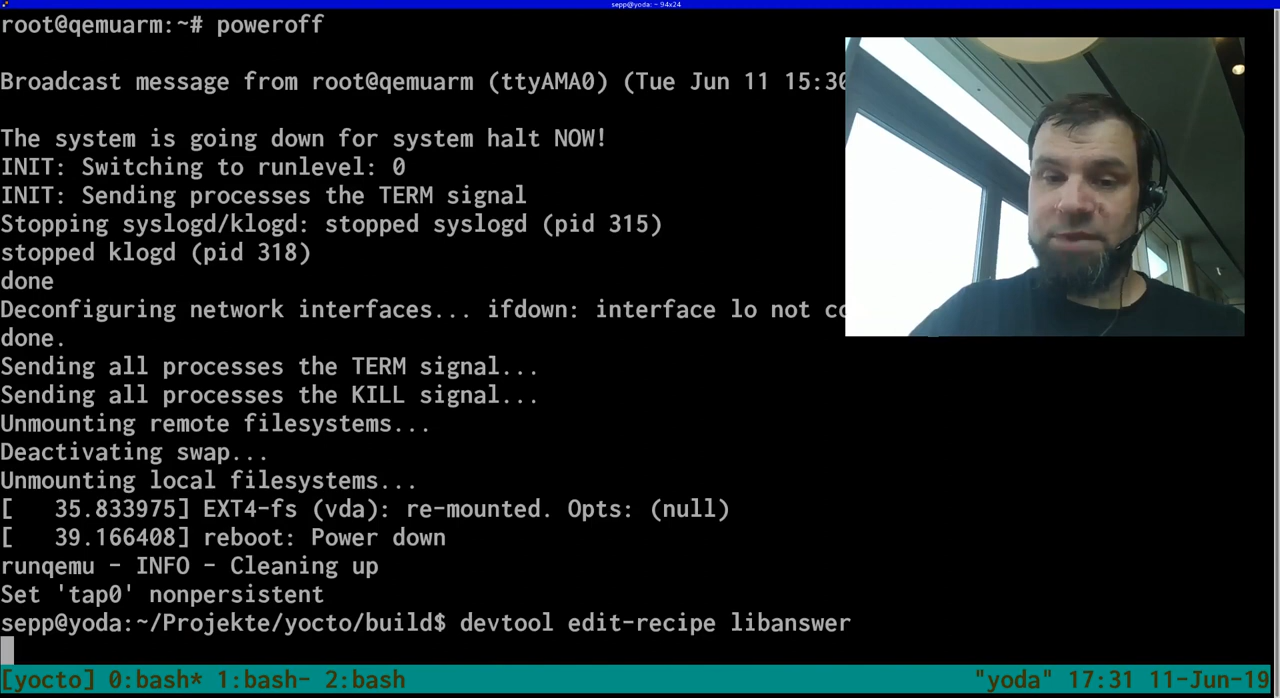 sepp@yoda: ~ 94x24
root@qemuarm:~# poweroff
Broadcast message from root@qemuarm (ttyAMA0) (Tue Jun 11 15:30
The system is going down for system halt NOW!
INIT: Switching to runlevel: 0
INIT: Sending processes the TERM signal
Stopping syslogd/klogd: stopped syslogd (pid 315)
stopped klogd (pid 318)
done
Deconfiguring network interfaces... ifdown: interface lo not co
done.
Sending all processes the TERM signal...
Sending all processes the KILL signal...
Unmounting remote filesystems...
Deactivating swap...
Unmounting local filesystems...
[   35.833975] EXT4-fs (vda): re-mounted. Opts: (null)
[   39.166408] reboot: Power down
runqemu - INFO - Cleaning up
Set 'tap0' nonpersistent
sepp@yoda:~/Projekte/yocto/build$ devtool edit-recipe libanswer
[yocto] 0:bash* 1:bash- 2:bash "yoda" 17:31 11-Jun-19